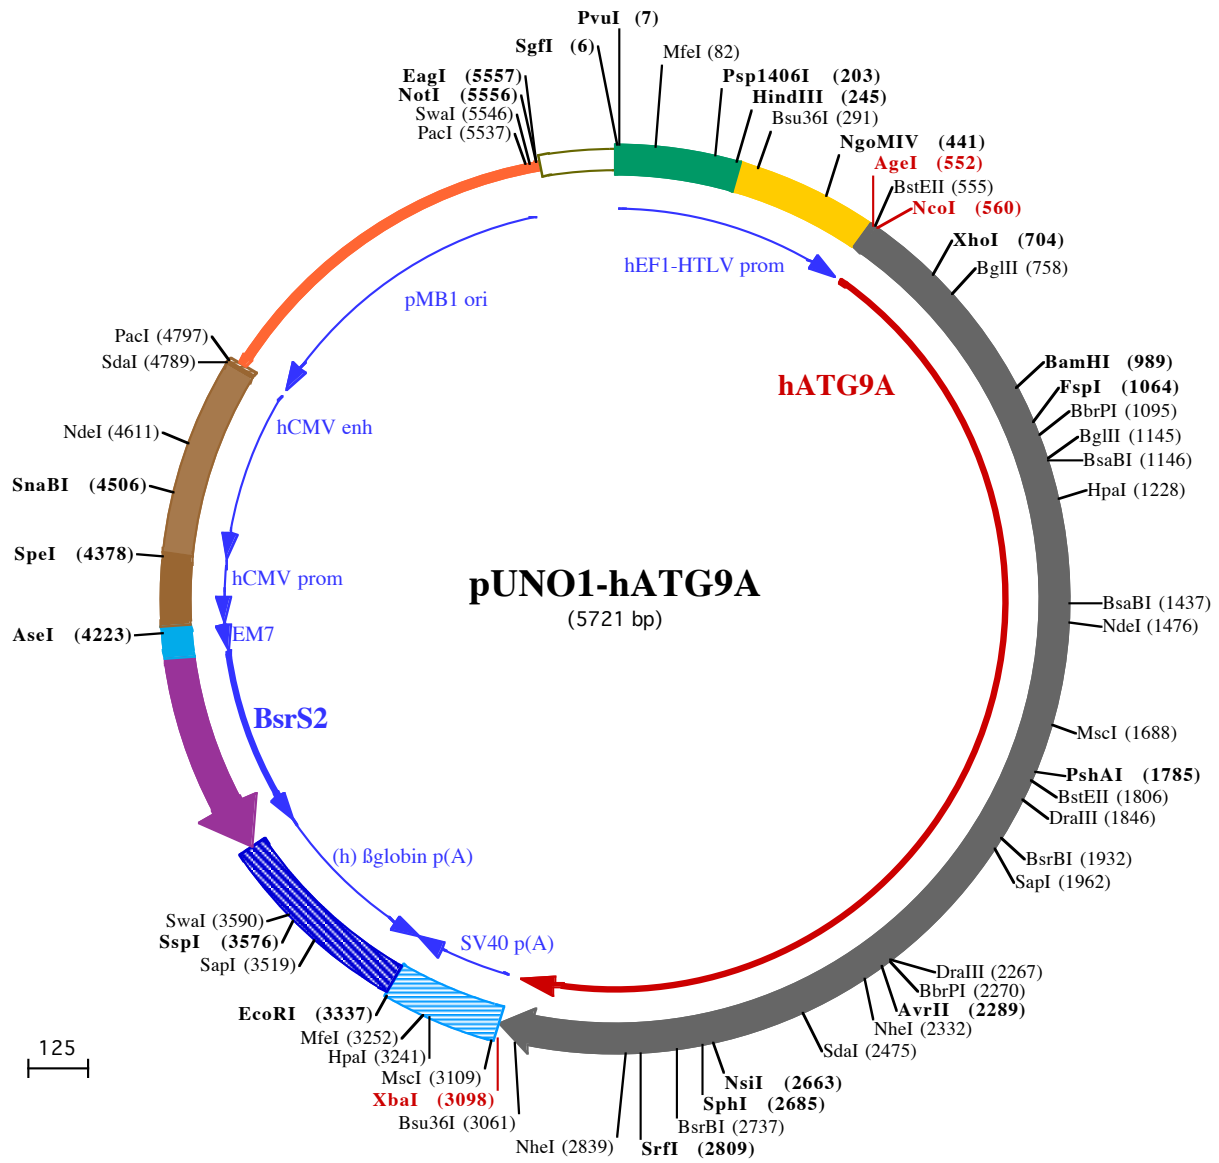 PvuI (7)
SgfI (6)
MfeI (82)
EagI (5557)
Psp1406I (203)
NotI (5556)
HindIII (245)
SwaI (5546)
Bsu36I (291)
PacI (5537)
NgoMIV (441)
AgeI (552)
BstEII (555)
NcoI (560)
XhoI (704)
BglII (758)
hEF1-HTLV prom
pMB1 ori
PacI (4797)
SdaI (4789)
BamHI (989)
FspI (1064)
hATG9A
BbrPI (1095)
hCMV enh
NdeI (4611)
BglII (1145)
BsaBI (1146)
SnaBI (4506)
HpaI (1228)
SpeI (4378)
hCMV prom
pUNO1-hATG9A
(5721 bp)
BsaBI (1437)
NdeI (1476)
AseI (4223)
EM7
BsrS2
MscI (1688)
PshAI (1785)
BstEII (1806)
DraIII (1846)
(h) ßglobin p(A)
BsrBI (1932)
SapI (1962)
SwaI (3590)
SspI (3576)
SapI (3519)
SV40 p(A)
DraIII (2267)
BbrPI (2270)
AvrII (2289)
NheI (2332)
EcoRI (3337)
MfeI (3252)
HpaI (3241)
SdaI (2475)
125
MscI (3109)
NsiI (2663)
XbaI (3098)
SphI (2685)
Bsu36I (3061)
BsrBI (2737)
NheI (2839)
SrfI (2809)